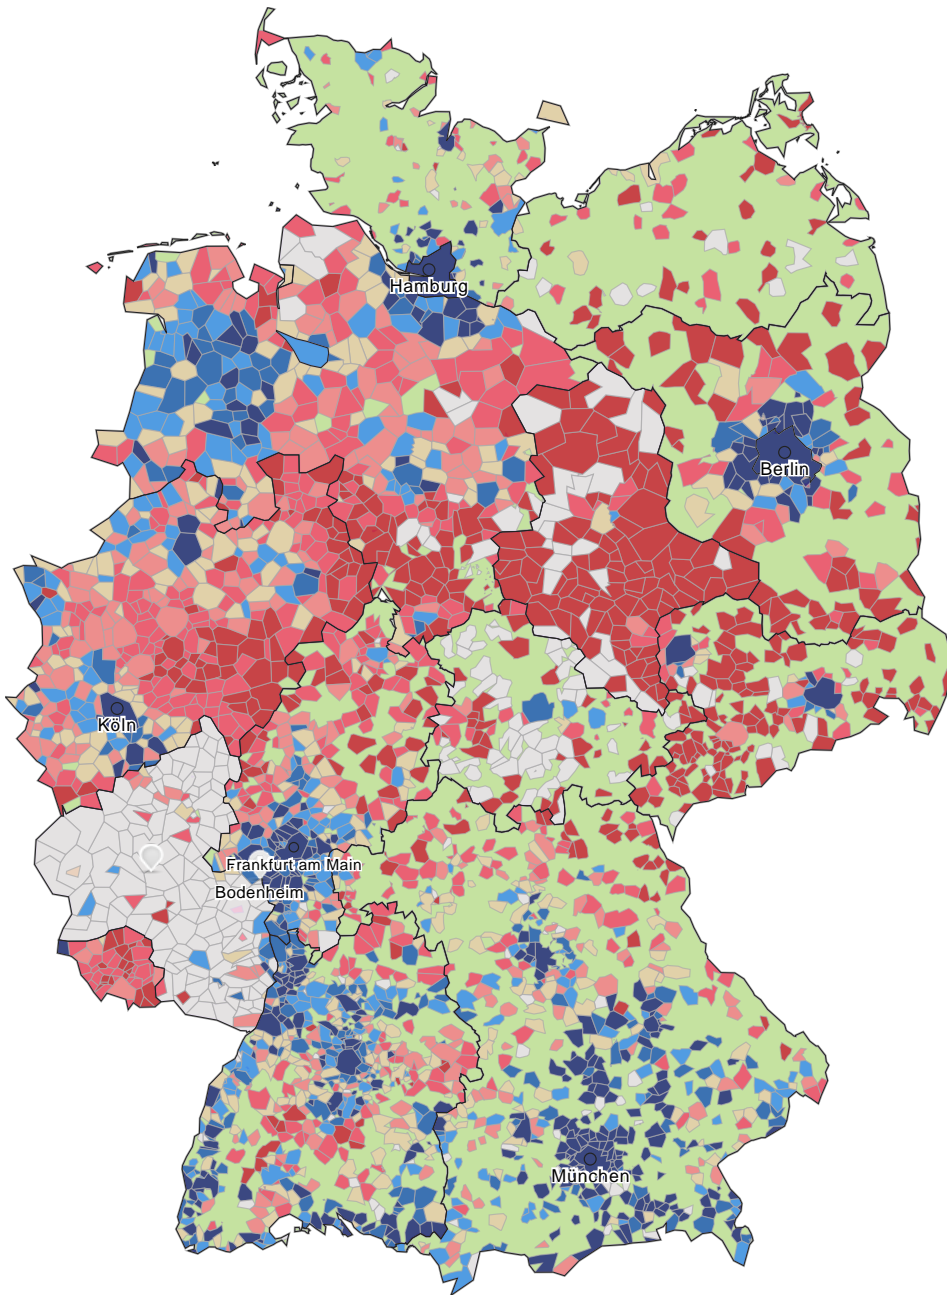 Hamburg
Berlin
Köln
Frankfurt am Main
Bodenheim
München